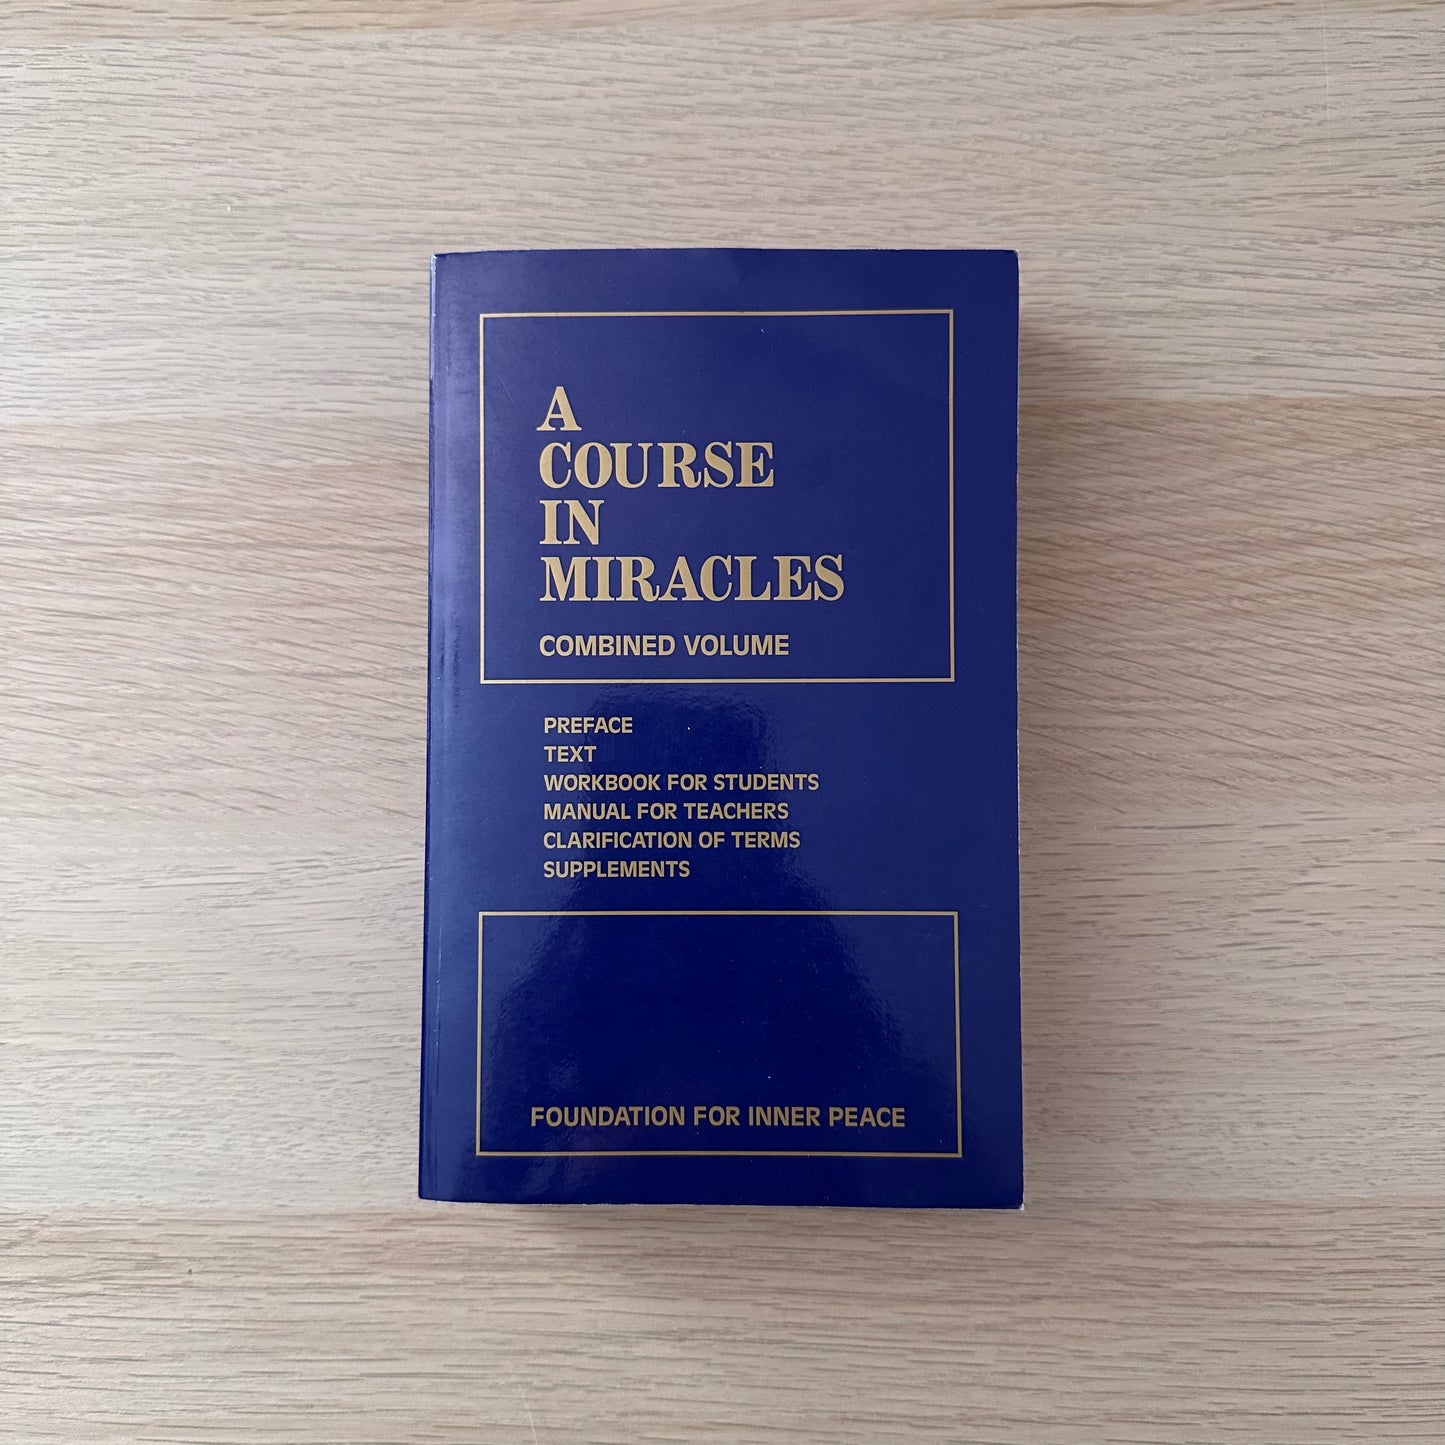 A
COURSE
IN
MIRACLES
COMBINED VOLUME
PREFACE
TEXT
WORKBOOK FOR STUDENTS
MANUAL FOR TEACHERS
CLARIFICATION OF TERMS
SUPPLEMENTS
FOUNDATION FOR INNER PEACE